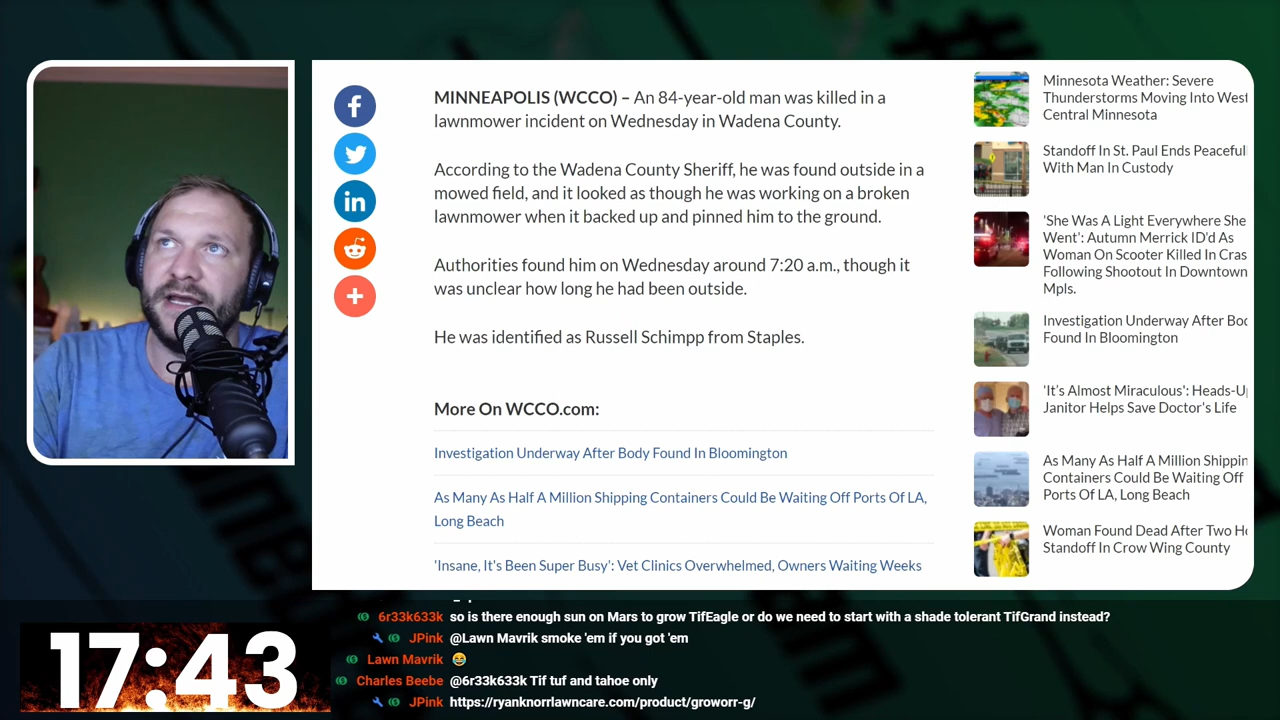 MINNEAPOLIS (WCCO) – An 84-year-old man was killed in a
lawnmower incident on Wednesday in Wadena County.
According to the Wadena County Sheriff, he was found outside in a
mowed field, and it looked as though he was working on a broken
lawnmower when it backed up and pinned him to the ground.
Authorities found him on Wednesday around 7:20 a.m., though it
was unclear how long he had been outside.
He was identified as Russell Schimpp from Staples.
More On WCCO.com:
Investigation Underway After Body Found In Bloomington
As Many As Half A Million Shipping Containers Could Be Waiting Off Ports Of LA,
Long Beach
'Insane, It's Been Super Busy': Vet Clinics Overwhelmed, Owners Waiting Weeks
Minnesota Weather: Severe
Thunderstorms Moving Into West
Central Minnesota
Standoff In St. Paul Ends Peaceful
With Man In Custody
'She Was A Light Everywhere She
Went': Autumn Merrick ID'd As
Woman On Scooter Killed In Cras
Following Shootout In Downtown
Mpls.
Investigation Underway After Bod
Found In Bloomington
'It's Almost Miraculous': Heads-Up
Janitor Helps Save Doctor's Life
As Many As Half A Million Shippin
Containers Could Be Waiting Off
Ports Of LA, Long Beach
Woman Found Dead After Two Ho
Standoff In Crow Wing County
6r33k633k so is there enough sun on Mars to grow TifEagle or do we need to start with a shade tolerant TifGrand instead?
JPink @Lawn Mavrik smoke 'em if you got 'em
Lawn Mavrik 😂
Charles Beebe @6r33k633k Tif tuf and tahoe only
JPink https://ryanknorrlawncare.com/product/groworr-g/
17:43